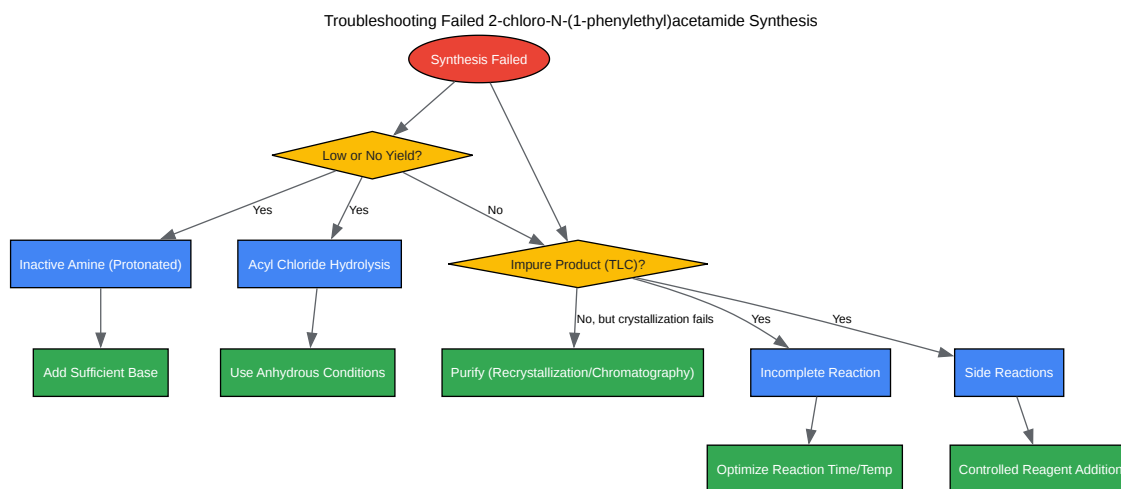 Troubleshooting Failed 2-chloro-N-(1-phenylethyl)acetamide Synthesis
Synthesis Failed
Low or No Yield?
Yes
Yes
No
Inactive Amine (Protonated)
Acyl Chloride Hydrolysis
Impure Product (TLC)?
No, but crystallization fails
Yes
Yes
Add Sufficient Base
Use Anhydrous Conditions
Purify (Recrystallization/Chromatography)
Incomplete Reaction
Side Reactions
Optimize Reaction Time/Temp
Controlled Reagent Addition